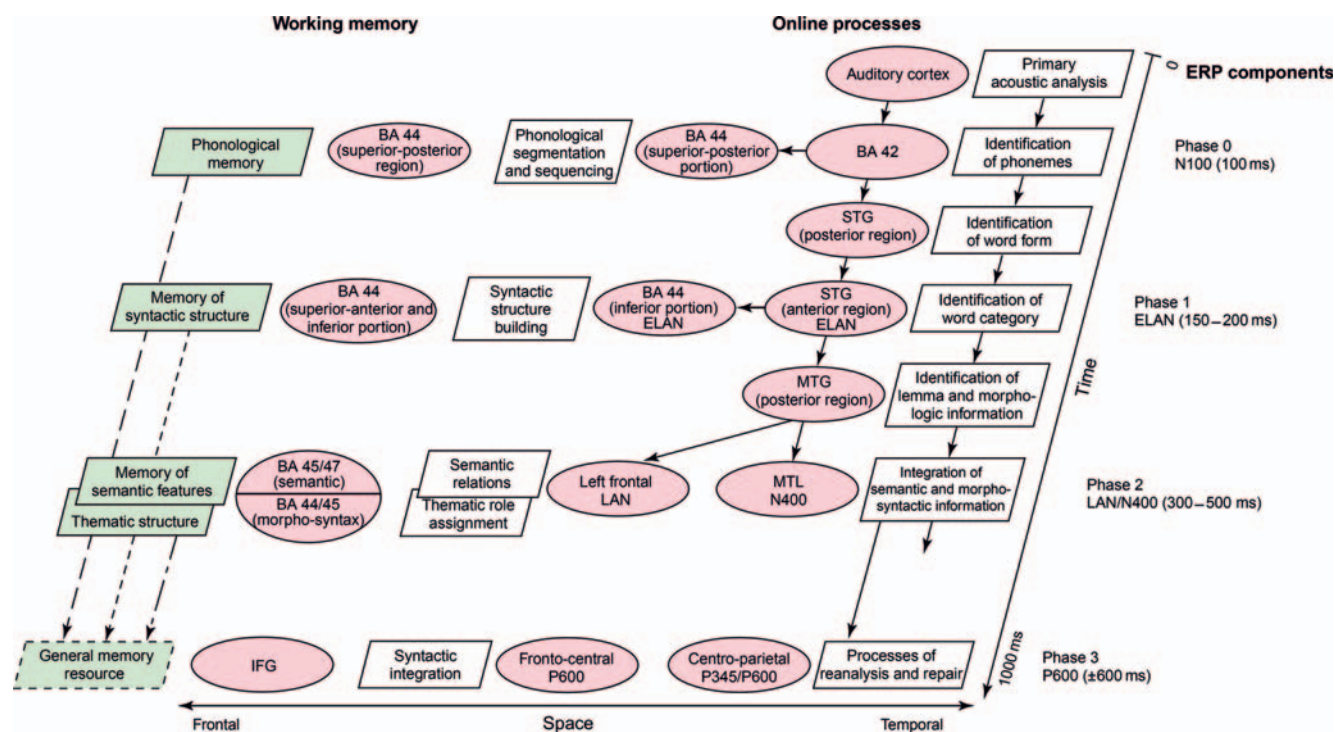 Working memory
Online processes
ERP components
Auditory cortex
Primary
acoustic analysis
0
Phonological
memory
BA 44
(superior-posterior
region)
Phonological
segmentation
and sequencing
BA 44
(superior-posterior
portion)
BA 42
Identification
of phonemes
Phase 0
N100 (100 ms)
STG
(posterior region)
Identification
of word form
Memory of
syntactic structure
BA 44
(superior-anterior and
inferior portion)
Syntactic
structure
building
BA 44
(inferior portion)
ELAN
STG
(anterior region)
ELAN
Identification of
word category
Phase 1
ELAN (150–200 ms)
Time
MTG
(posterior region)
Identification of
lemma and morpho-
logic information
Memory of
semantic features
Thematic structure
BA 45/47
(semantic)
BA 44/45
(morpho-syntax)
Semantic
relations
Thematic role
assignment
Left frontal
LAN
MTL
N400
Integration of
semantic and morpho-
syntactic information
Phase 2
LAN/N400 (300–500 ms)
General memory
resource
IFG
Syntactic
integration
Fronto-central
P600
Centro-parietal
P345/P600
Processes of
reanalysis and repair
1000 ms
Phase 3
P600 (±600 ms)
Frontal
Space
Temporal